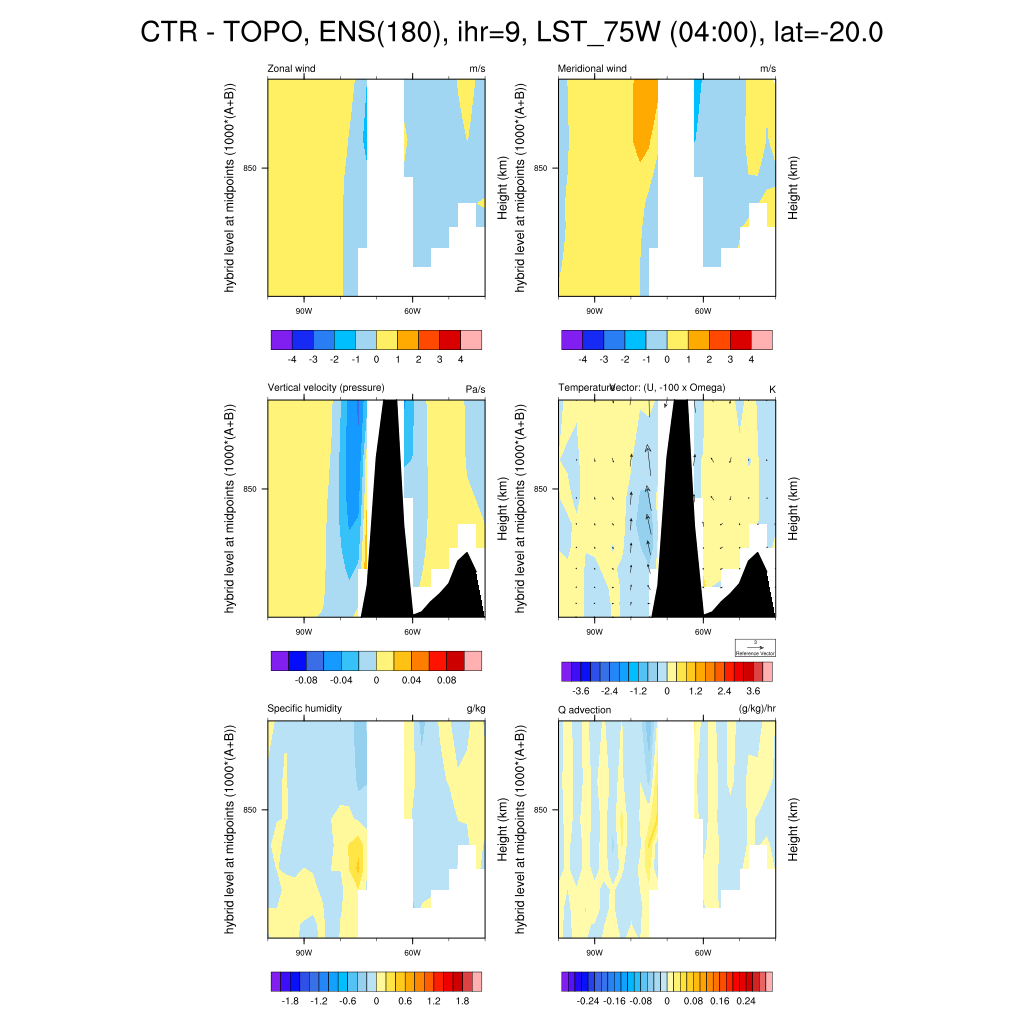 CTR - TOPO, ENS(180), ihr=9, LST_75W (04:00), lat=-20.0
Zonal wind m/s
Meridional wind m/s
hybrid level at midpoints (1000*(A+B))
850
Height (km)
hybrid level at midpoints (1000*(A+B))
850
Height (km)
90W 60W
90W 60W
-4 -3 -2 -1 0 1 2 3 4
-4 -3 -2 -1 0 1 2 3 4
Vertical velocity (pressure) Pa/s
Temperature Vector: (U, -100 x Omega) K
hybrid level at midpoints (1000*(A+B))
850
Height (km)
hybrid level at midpoints (1000*(A+B))
850
Height (km)
90W 60W
90W 60W
3
Reference Vector
-0.08 -0.04 0 0.04 0.08
-3.6 -2.4 -1.2 0 1.2 2.4 3.6
Specific humidity g/kg
Q advection (g/kg)/hr
hybrid level at midpoints (1000*(A+B))
850
Height (km)
hybrid level at midpoints (1000*(A+B))
850
Height (km)
90W 60W
90W 60W
-1.8 -1.2 -0.6 0 0.6 1.2 1.8
-0.24 -0.16 -0.08 0 0.08 0.16 0.24